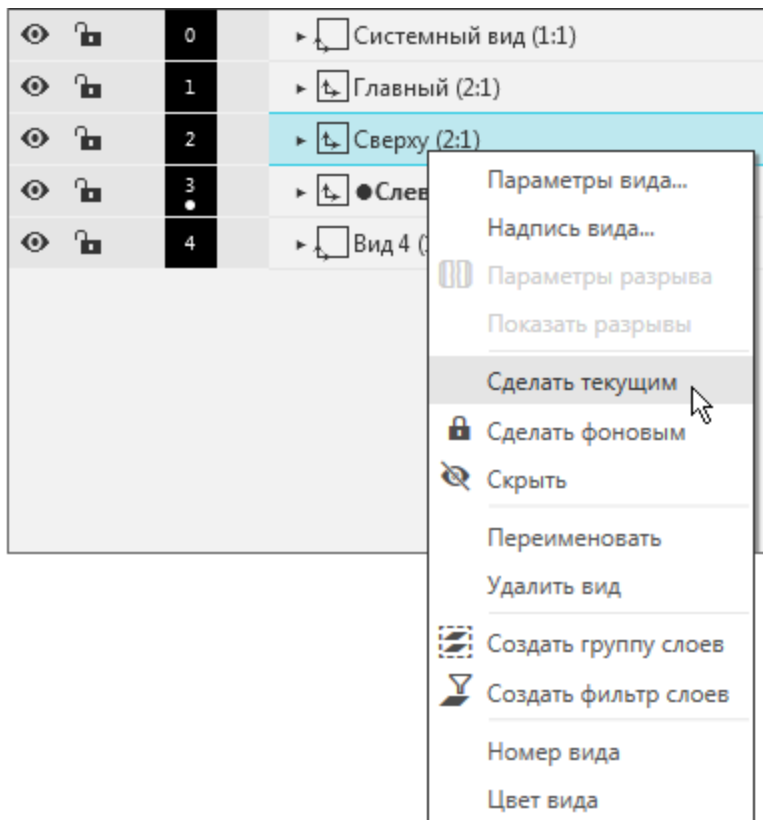 0 Системный вид (1:1)
1 Главный (2:1)
2 Сверху (2:1)
3 Слев
4 Вид 4 (
Параметры вида...
Надпись вида...
Параметры разрыва
Показать разрывы
Сделать текущим
Сделать фоновым
Скрыть
Переименовать
Удалить вид
Создать группу слоев
Создать фильтр слоев
Номер вида
Цвет вида